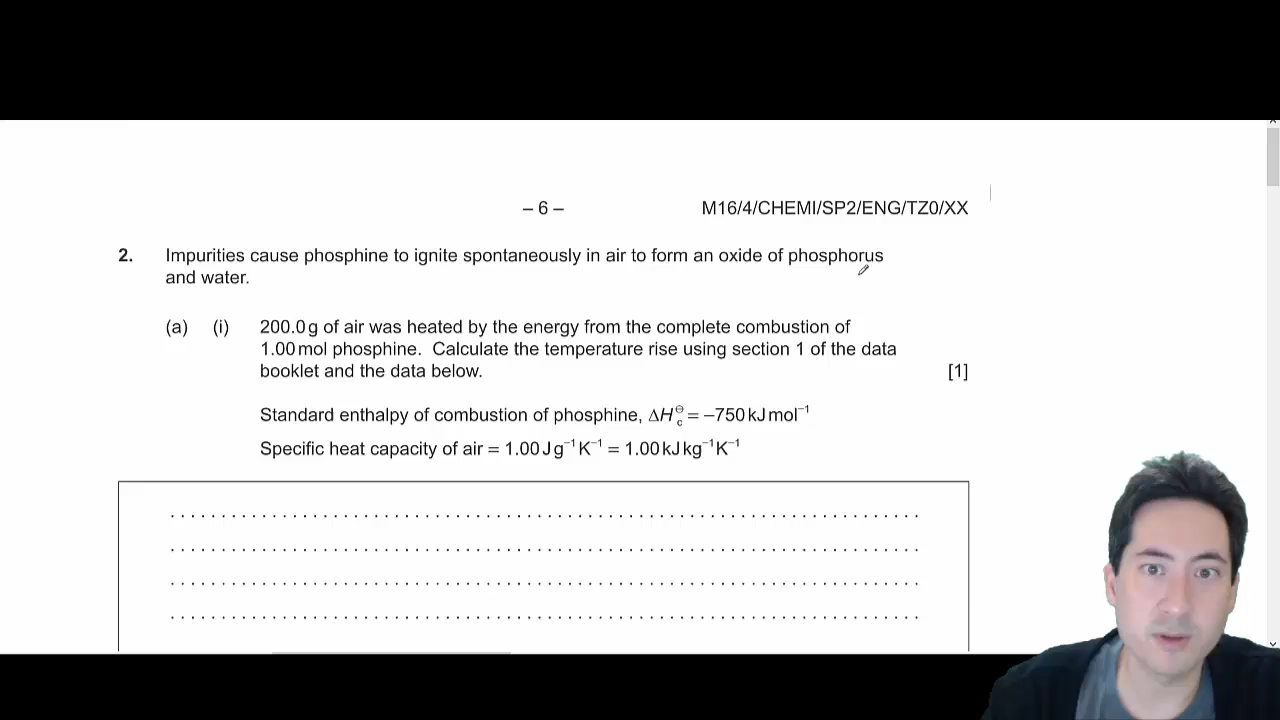 – 6 –
M16/4/CHEMI/SP2/ENG/TZ0/XX
2. Impurities cause phosphine to ignite spontaneously in air to form an oxide of phosphorus
and water.
(a) (i) 200.0 g of air was heated by the energy from the complete combustion of
1.00 mol phosphine. Calculate the temperature rise using section 1 of the data
booklet and the data below. [1]
Standard enthalpy of combustion of phosphine, ΔH⊖c = –750 kJ mol⁻¹
Specific heat capacity of air = 1.00 J g⁻¹ K⁻¹ = 1.00 kJ kg⁻¹ K⁻¹